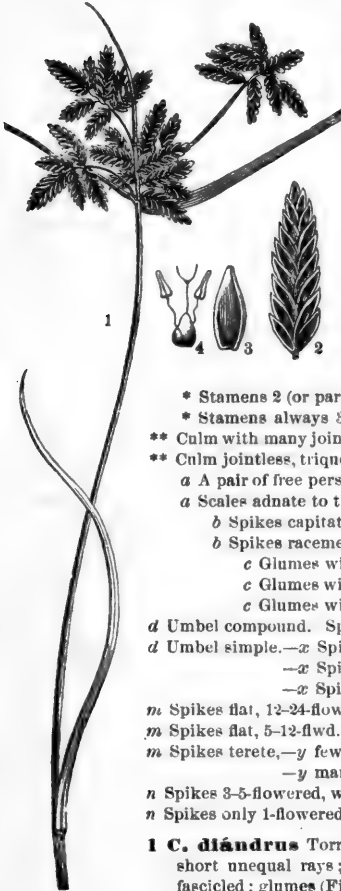 1
4
3
2
* Stamens 2 (or par
* Stamens always 3
** Culm with many join
** Culm jointless, triqu
a A pair of free pers
a Scales adnate to t
b Spikes capitat
b Spikes raceme
c Glumes wi
c Glumes wi
c Glumes wi
d Umbel compound. Sp
d Umbel simple.—x Spi
—x Spi
—x Spi
m Spikes flat, 12–24-flow
m Spikes flat, 5–12-flwd.
m Spikes terete,—y few
—y mar
n Spikes 3–5-flowered, w
n Spikes only 1-flowered
1 C. diándrus Torr
short unequal rays;
fascicled; glumes (Fi